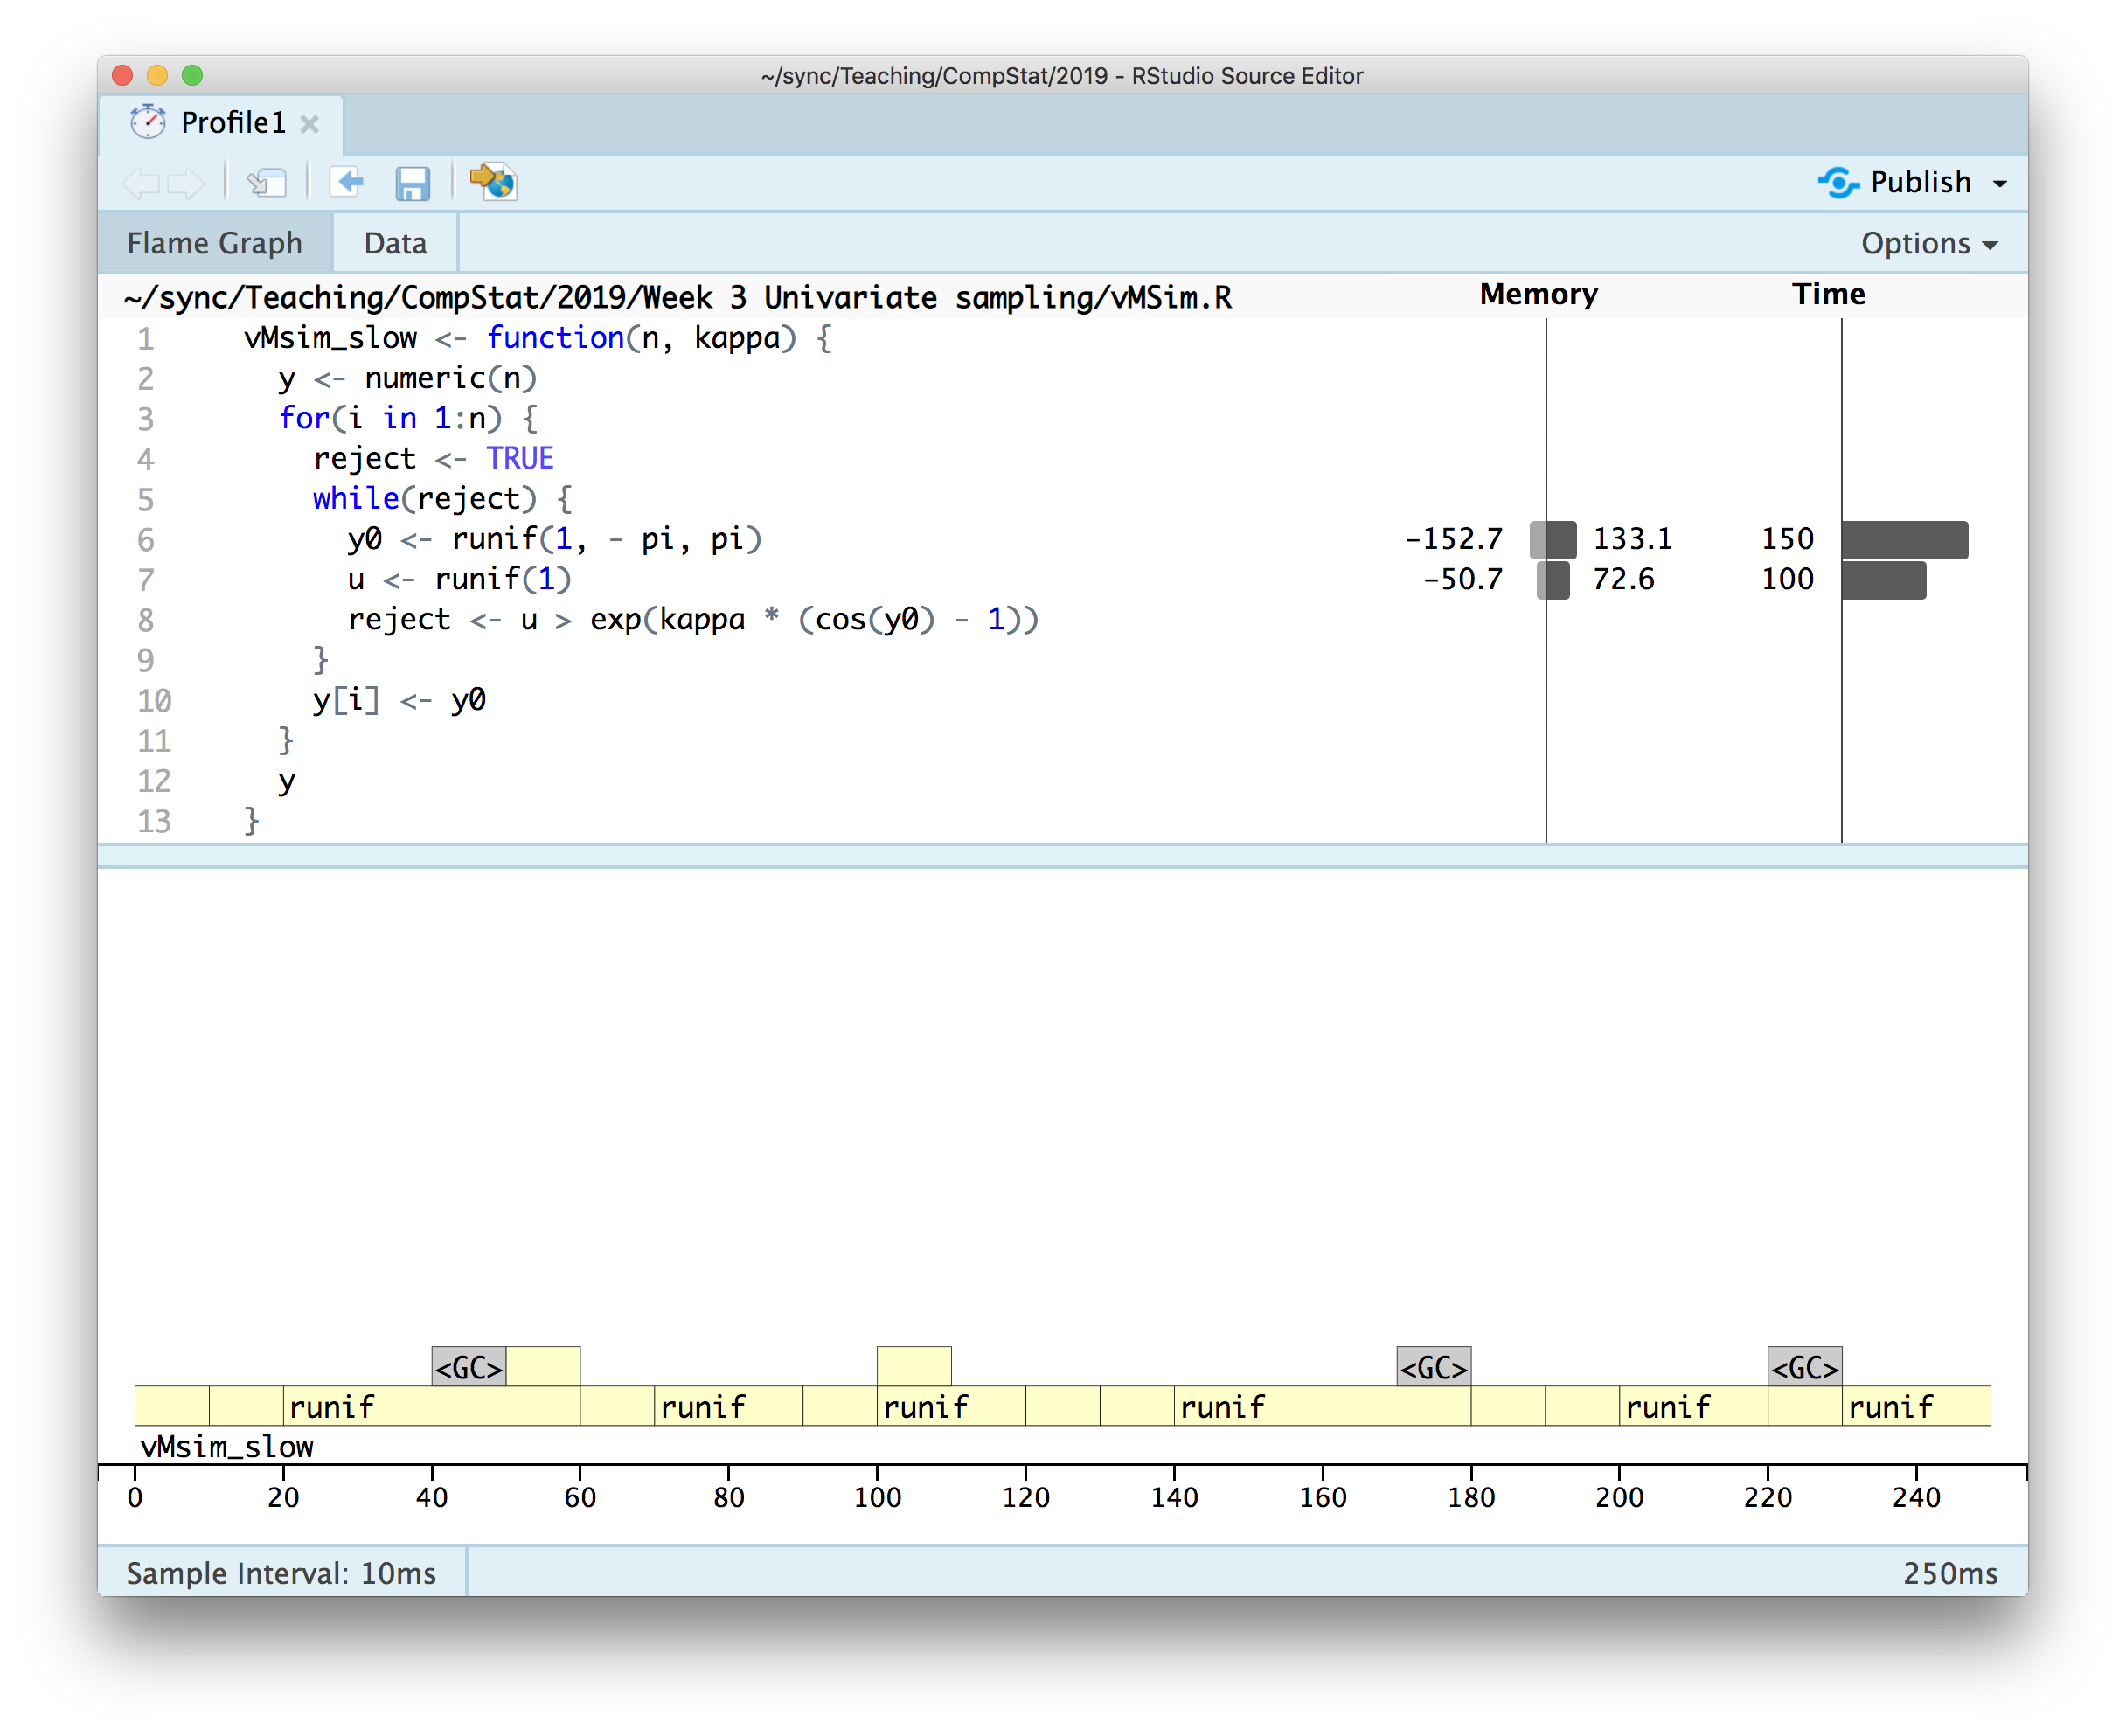 ~/sync/Teaching/CompStat/2019 - RStudio Source Editor
Profile1
Publish
Flame Graph Data Options
~/sync/Teaching/CompStat/2019/Week 3 Univariate sampling/vMSim.R Memory Time
1 vMsim_slow <- function(n, kappa) {
2 y <- numeric(n)
3 for(i in 1:n) {
4 reject <- TRUE
5 while(reject) {
6 y0 <- runif(1, - pi, pi) -152.7 133.1 150
7 u <- runif(1) -50.7 72.6 100
8 reject <- u > exp(kappa * (cos(y0) - 1))
9 }
10 y[i] <- y0
11 }
12 y
13 }
<GC> <GC> <GC>
runif runif runif runif runif runif
vMsim_slow
0 20 40 60 80 100 120 140 160 180 200 220 240
Sample Interval: 10ms 250ms